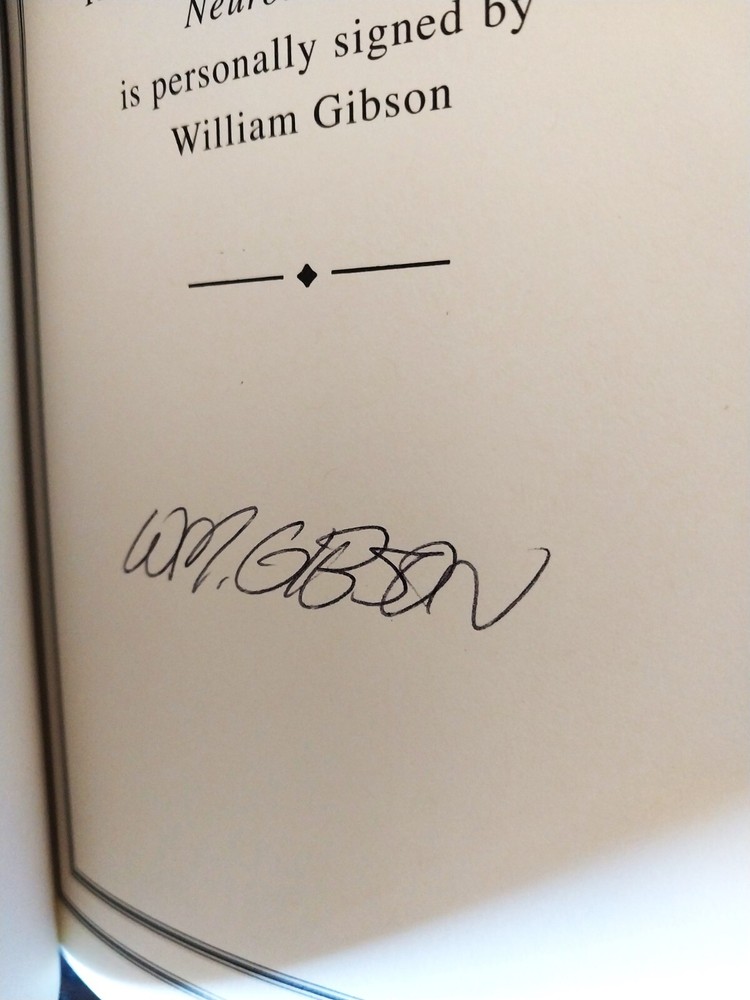 is personally signed by
William Gibson
WM. GIBSON